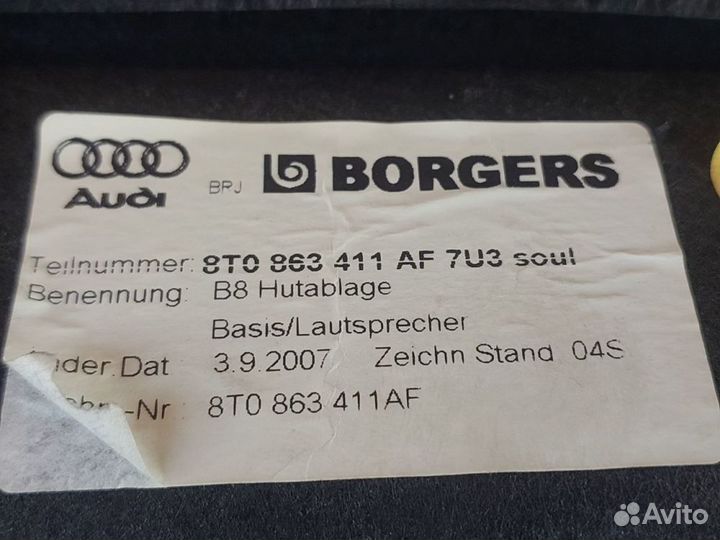 Audi
BPJ BORGERS
Teilnummer: 8T0 863 411 AF 7U3 soul
Benennung: B8 Hutablage
Basis/Lautsprecher
Dat 3.9.2007 Zeichn Stand 04S
-Nr 8T0 863 411AF
Avito